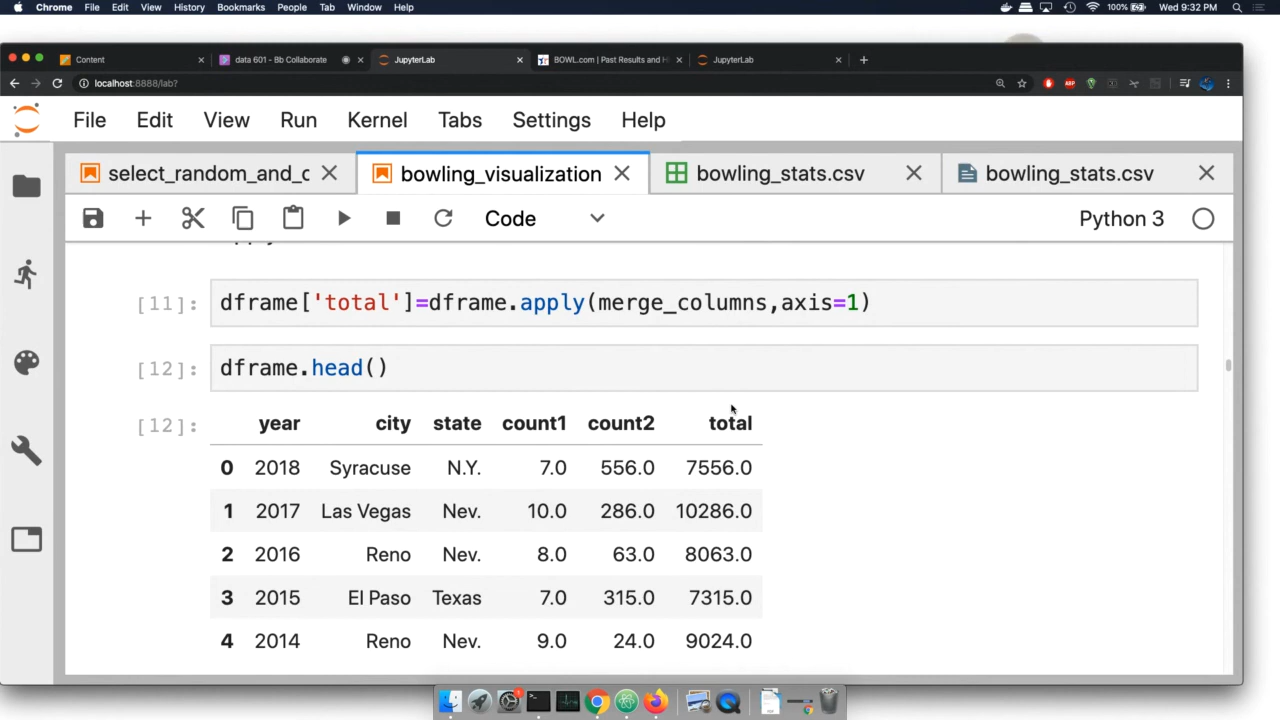 Chrome File Edit View History Bookmarks People Tab Window Help 100% Wed 9:32 PM
Content data 601 - Bb Collaborate JupyterLab BOWL.com | Past Results and H JupyterLab
localhost:8888/lab?
File Edit View Run Kernel Tabs Settings Help
select_random_and_c bowling_visualization bowling_stats.csv bowling_stats.csv
Code Python 3
[11]: dframe['total']=dframe.apply(merge_columns,axis=1)
[12]: dframe.head()
[12]: year city state count1 count2 total
0 2018 Syracuse N.Y. 7.0 556.0 7556.0
1 2017 Las Vegas Nev. 10.0 286.0 10286.0
2 2016 Reno Nev. 8.0 63.0 8063.0
3 2015 El Paso Texas 7.0 315.0 7315.0
4 2014 Reno Nev. 9.0 24.0 9024.0